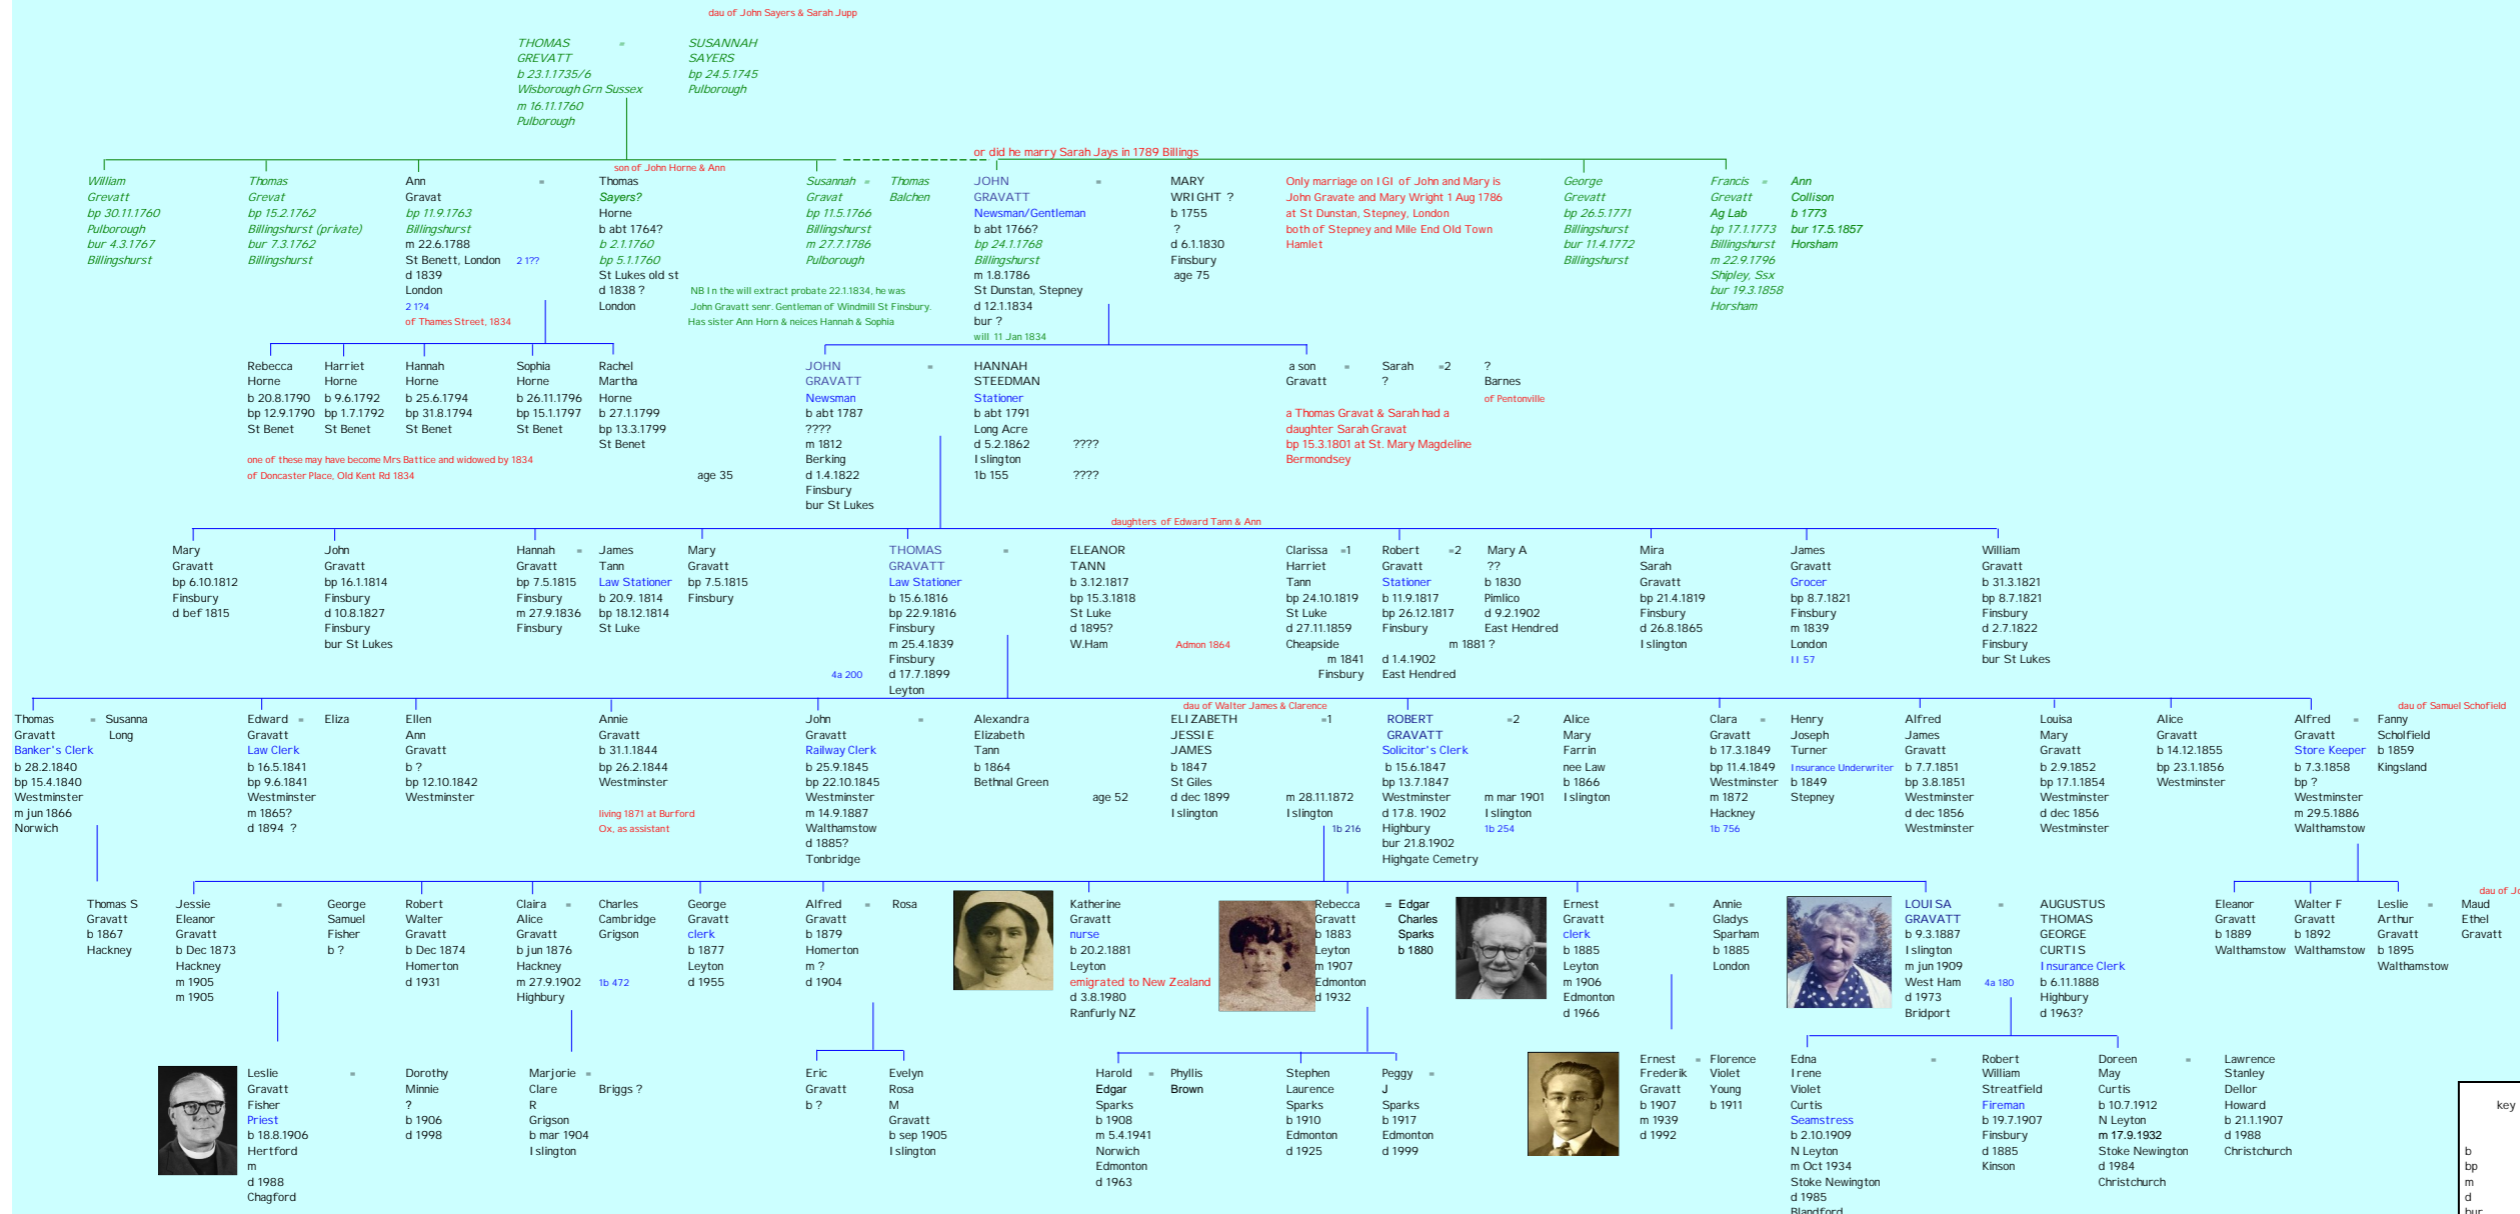 dau of John Sayers & Sarah Jupp
THOMAS
GREVATT
b 23.1.1735/6
Wisborough Grn Sussex
m 16.11.1760
Pulborough
=
SUSANNAH
SAYERS
bp 24.5.1745
Pulborough
or did he marry Sarah Jays in 1789 Billings
son of John Horne & Ann
William
Grevatt
bp 30.11.1760
Pulborough
bur 4.3.1767
Billingshurst
Thomas
Grevat
bp 15.2.1762
Billingshurst (private)
bur 7.3.1762
Billingshurst
Ann
Gravat
bp 11.9.1763
Billingshurst
m 22.6.1788
St Benett, London
d 1839
London
2 1?4
of Thames Street, 1834
=
2 1??
Thomas
Sayers?
Horne
b abt 1764?
b 2.1.1760
bp 5.1.1760
St Lukes old st
d 1838 ?
London
Susannah
Gravat
bp 11.5.1766
Billingshurst
m 27.7.1786
Pulborough
=
Thomas
Balchen
NB In the will extract probate 22.1.1834, he was
John Gravatt senr. Gentleman of Windmill St Finsbury.
Has sister Ann Horn & neices Hannah & Sophia
JOHN
GRAVATT
Newsman/Gentleman
b abt 1766?
bp 24.1.1768
Billingshurst
m 1.8.1786
St Dunstan, Stepney
d 12.1.1834
bur ?
will 11 Jan 1834
=
MARY
WRIGHT ?
b 1755
?
d 6.1.1830
Finsbury
age 75
Only marriage on IGI of John and Mary is
John Gravate and Mary Wright 1 Aug 1786
at St Dunstan, Stepney, London
both of Stepney and Mile End Old Town
Hamlet
George
Grevatt
bp 26.5.1771
Billingshurst
bur 11.4.1772
Billingshurst
Francis
Grevatt
Ag Lab
bp 17.1.1773
Billingshurst
m 22.9.1796
Shipley, Ssx
bur 19.3.1858
Horsham
=
Ann
Collison
b 1773
bur 17.5.1857
Horsham
Rebecca
Horne
b 20.8.1790
bp 12.9.1790
St Benet
Harriet
Horne
b 9.6.1792
bp 1.7.1792
St Benet
Hannah
Horne
b 25.6.1794
bp 31.8.1794
St Benet
Sophia
Horne
b 26.11.1796
bp 15.1.1797
St Benet
Rachel
Martha
Horne
b 27.1.1799
bp 13.3.1799
St Benet
one of these may have become Mrs Battice and widowed by 1834
of Doncaster Place, Old Kent Rd 1834
age 35
JOHN
GRAVATT
Newsman
b abt 1787
????
m 1812
Berking
d 1.4.1822
Finsbury
bur St Lukes
=
HANNAH
STEEDMAN
Stationer
b abt 1791
Long Acre
d 5.2.1862 ????
Islington
1b 155 ????
a son
Gravatt
=
Sarah
?
=2
?
Barnes
of Pentonville
a Thomas Gravat & Sarah had a
daughter Sarah Gravat
bp 15.3.1801 at St. Mary Magdeline
Bermondsey
daughters of Edward Tann & Ann
Mary
Gravatt
bp 6.10.1812
Finsbury
d bef 1815
John
Gravatt
bp 16.1.1814
Finsbury
d 10.8.1827
Finsbury
bur St Lukes
Hannah
Gravatt
bp 7.5.1815
Finsbury
m 27.9.1836
Finsbury
=
James
Tann
Law Stationer
b 20.9. 1814
bp 18.12.1814
St Luke
Mary
Gravatt
bp 7.5.1815
Finsbury
THOMAS
GRAVATT
Law Stationer
b 15.6.1816
bp 22.9.1816
Finsbury
m 25.4.1839
Finsbury
d 17.7.1899
Leyton
4a 200
=
ELEANOR
TANN
b 3.12.1817
bp 15.3.1818
St Luke
d 1895?
W.Ham
Admon 1864
Clarissa
Harriet
Tann
bp 24.10.1819
St Luke
d 27.11.1859
Cheapside
=1
m 1841
Finsbury
Robert
Gravatt
Stationer
b 11.9.1817
bp 26.12.1817
Finsbury
d 1.4.1902
East Hendred
=2
m 1881 ?
Mary A
??
b 1830
Pimlico
d 9.2.1902
East Hendred
Mira
Sarah
Gravatt
bp 21.4.1819
Finsbury
d 26.8.1865
Islington
James
Gravatt
Grocer
bp 8.7.1821
Finsbury
m 1839
London
II 57
William
Gravatt
b 31.3.1821
bp 8.7.1821
Finsbury
d 2.7.1822
Finsbury
bur St Lukes
dau of Walter James & Clarence
dau of Samuel Schofield
Thomas
Gravatt
Banker's Clerk
b 28.2.1840
bp 15.4.1840
Westminster
m jun 1866
Norwich
=
Susanna
Long
Edward
Gravatt
Law Clerk
b 16.5.1841
bp 9.6.1841
Westminster
m 1865?
d 1894 ?
=
Eliza
Ellen
Ann
Gravatt
b ?
bp 12.10.1842
Westminster
Annie
Gravatt
b 31.1.1844
bp 26.2.1844
Westminster
living 1871 at Burford
Ox, as assistant
John
Gravatt
Railway Clerk
b 25.9.1845
bp 22.10.1845
Westminster
m 14.9.1887
Walthamstow
d 1885?
Tonbridge
=
Alexandra
Elizabeth
Tann
b 1864
Bethnal Green
age 52
ELIZABETH
JESSIE
JAMES
b 1847
St Giles
d dec 1899
Islington
=1
m 28.11.1872
Islington
1b 216
ROBERT
GRAVATT
Solicitor's Clerk
b 15.6.1847
bp 13.7.1847
Westminster
d 17.8. 1902
Highbury
bur 21.8.1902
Highgate Cemetry
=2
m mar 1901
Islington
1b 254
Alice
Mary
Farrin
nee Law
b 1866
Islington
Clara
Gravatt
b 17.3.1849
bp 11.4.1849
Westminster
m 1872
Hackney
1b 756
=
Henry
Joseph
Turner
Insurance Underwriter
b 1849
Stepney
Alfred
James
Gravatt
b 7.7.1851
bp 3.8.1851
Westminster
d dec 1856
Westminster
Louisa
Mary
Gravatt
b 2.9.1852
bp 17.1.1854
Westminster
d dec 1856
Westminster
Alice
Gravatt
b 14.12.1855
bp 23.1.1856
Westminster
Alfred
Gravatt
Store Keeper
b 7.3.1858
bp ?
Westminster
m 29.5.1886
Walthamstow
=
Fanny
Scholfield
b 1859
Kingsland
Thomas S
Gravatt
b 1867
Hackney
Jessie
Eleanor
Gravatt
b Dec 1873
Hackney
m 1905
m 1905
=
George
Samuel
Fisher
b ?
Robert
Walter
Gravatt
b Dec 1874
Homerton
d 1931
Claira
Alice
Gravatt
b jun 1876
Hackney
m 27.9.1902
Highbury
=
Charles
Cambridge
Grigson
1b 472
George
Gravatt
clerk
b 1877
Leyton
d 1955
Alfred
Gravatt
b 1879
Homerton
m ?
d 1904
=
Rosa
Katherine
Gravatt
nurse
b 20.2.1881
Leyton
emigrated to New Zealand
d 3.8.1980
Ranfurly NZ
Rebecca
Gravatt
b 1883
Leyton
m 1907
Edmonton
d 1932
=
Edgar
Charles
Sparks
b 1880
Ernest
Gravatt
clerk
b 1885
Leyton
m 1906
Edmonton
d 1966
=
Annie
Gladys
Sparham
b 1885
London
LOUISA
GRAVATT
b 9.3.1887
Islington
m jun 1909
West Ham
d 1973
Bridport
=
4a 180
AUGUSTUS
THOMAS
GEORGE
CURTIS
Insurance Clerk
b 6.11.1888
Highbury
d 1963?
Eleanor
Gravatt
b 1889
Walthamstow
Walter F
Gravatt
b 1892
Walthamstow
Leslie
Arthur
Gravatt
b 1895
Walthamstow
=
dau of Jo
Maud
Ethel
Gravatt
Leslie
Gravatt
Fisher
Priest
b 18.8.1906
Hertford
m
d 1988
Chagford
=
Dorothy
Minnie
?
b 1906
d 1998
Marjorie
Clare
R
Grigson
b mar 1904
Islington
=
Briggs ?
Eric
Gravatt
b ?
Evelyn
Rosa
M
Gravatt
b sep 1905
Islington
Harold
Edgar
Sparks
b 1908
m 5.4.1941
Norwich
Edmonton
d 1963
=
Phyllis
Brown
Stephen
Laurence
Sparks
b 1910
Edmonton
d 1925
Peggy
J
Sparks
b 1917
Edmonton
d 1999
=
Ernest
Frederik
Gravatt
b 1907
m 1939
d 1992
=
Florence
Violet
Young
b 1911
Edna
Irene
Violet
Curtis
Seamstress
b 2.10.1909
N Leyton
m Oct 1934
Stoke Newington
d 1985
Blandford
=
Robert
William
Streatfield
Fireman
b 19.7.1907
Finsbury
d 1885
Kinson
Doreen
May
Curtis
b 10.7.1912
N Leyton
m 17.9.1932
Stoke Newington
d 1984
Christchurch
=
Lawrence
Stanley
Dellor
Howard
b 21.1.1907
d 1988
Christchurch
key
b
bp
m
d
bur